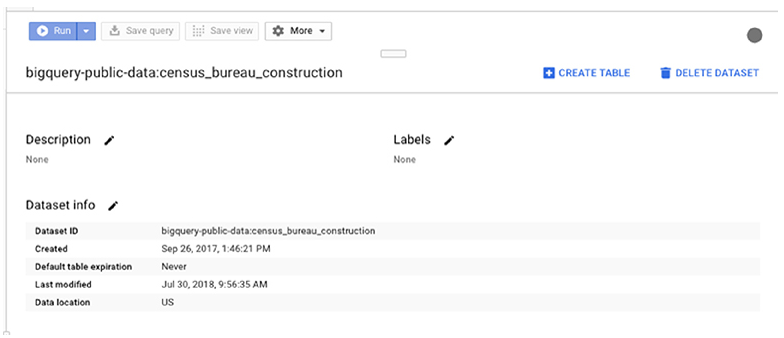 Run Save query Save view More
bigquery-public-data:census_bureau_construction CREATE TABLE DELETE DATASET
Description Labels
None None
Dataset info
Dataset ID bigquery-public-data:census_bureau_construction
Created Sep 26, 2017, 1:46:21 PM
Default table expiration Never
Last modified Jul 30, 2018, 9:56:35 AM
Data location US